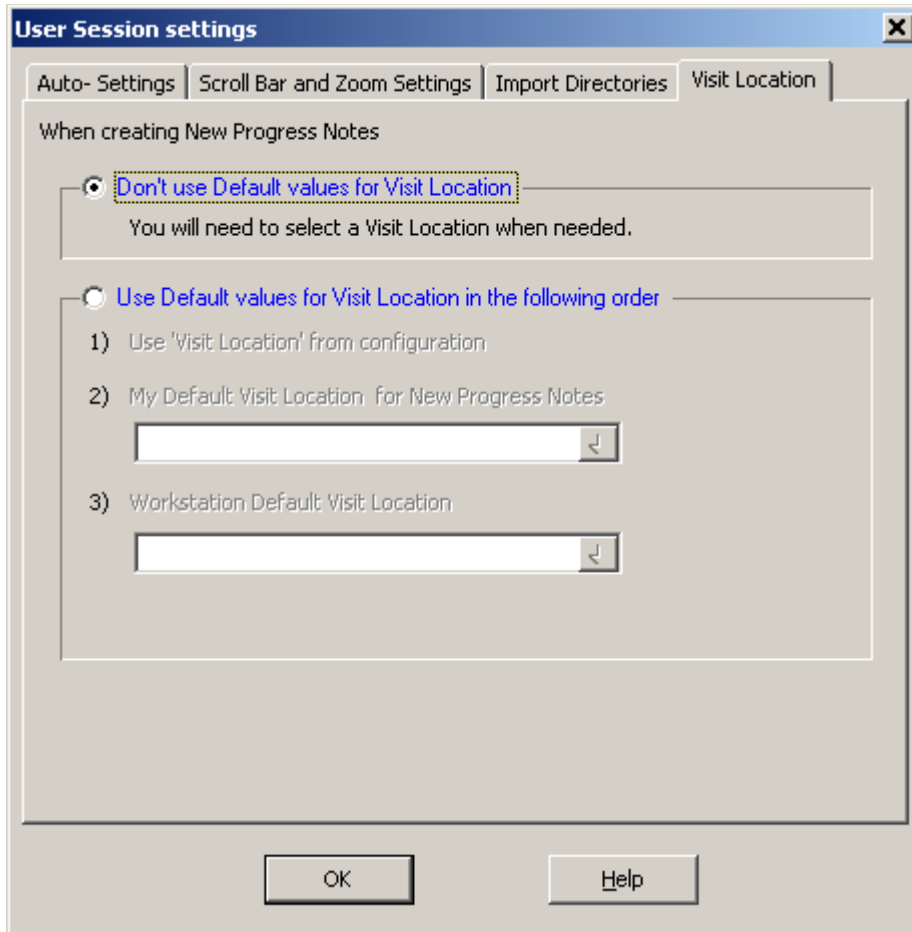 User Session settings
Auto- Settings Scroll Bar and Zoom Settings Import Directories Visit Location
When creating New Progress Notes
Don't use Default values for Visit Location
You will need to select a Visit Location when needed.
Use Default values for Visit Location in the following order
1) Use 'Visit Location' from configuration
2) My Default Visit Location for New Progress Notes
3) Workstation Default Visit Location
OK Help